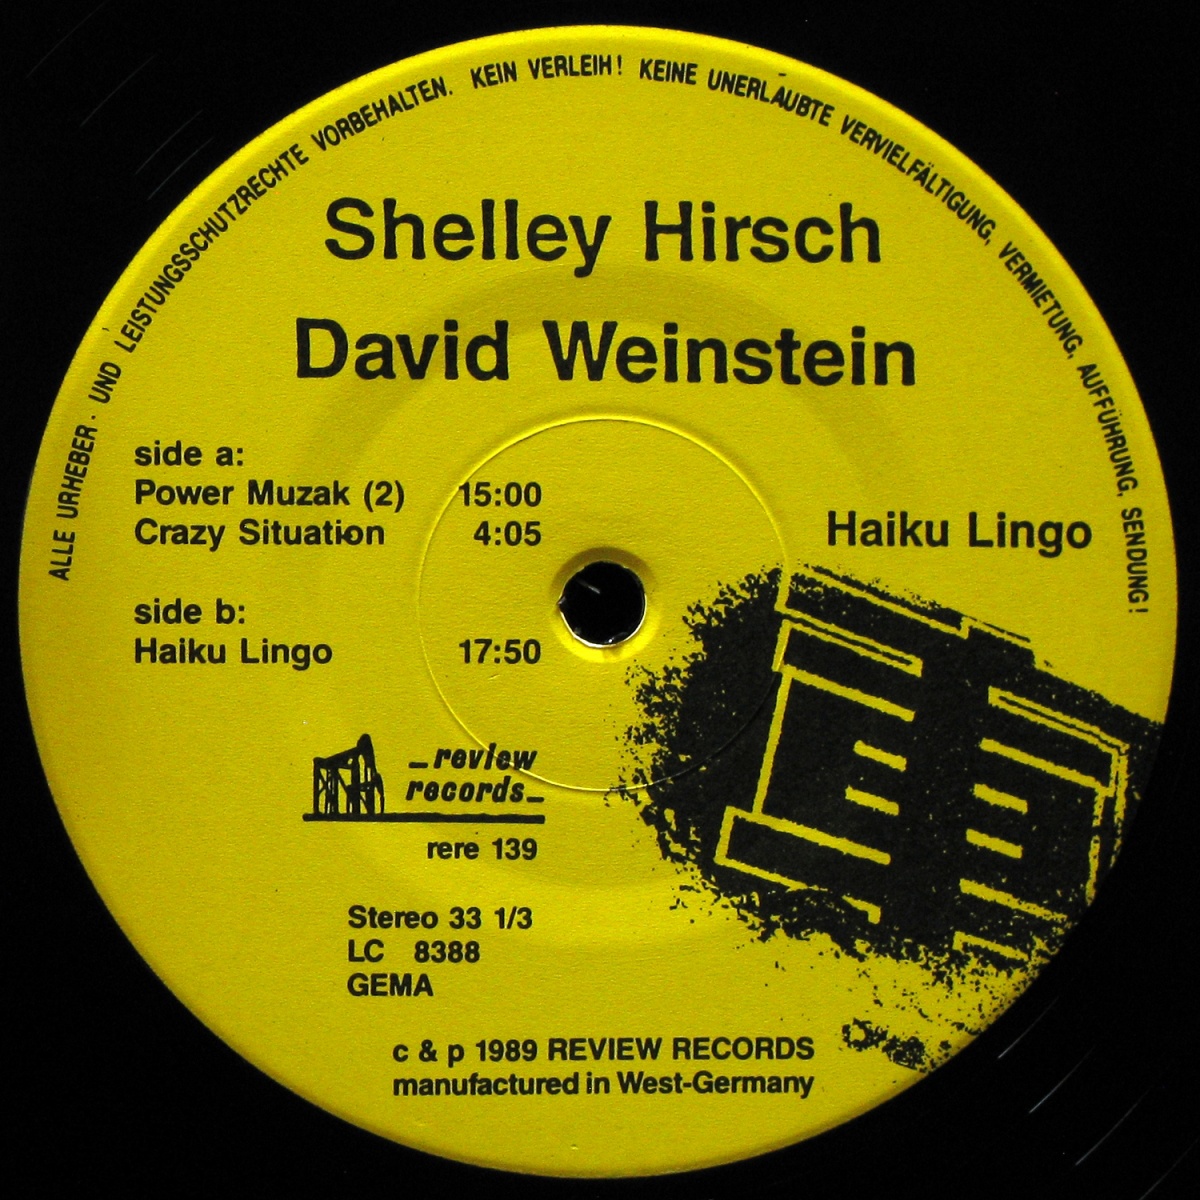 ALLE URHEBER - UND LEISTUNGSSCHUTZRECHTE VORBEHALTEN. KEIN VERLEIH! KEINE UNERLAUBTE VERVIELFÄLTIGUNG, VERMIETUNG, AUFFÜHRUNG, SENDUNG!
Shelley Hirsch
David Weinstein
side a:
Power Muzak (2) 15:00
Crazy Situation 4:05
side b:
Haiku Lingo 17:50
Haiku Lingo
_review
records_
rere 139
Stereo 33 1/3
LC 8388
GEMA
c & p 1989 REVIEW RECORDS
manufactured in West-Germany